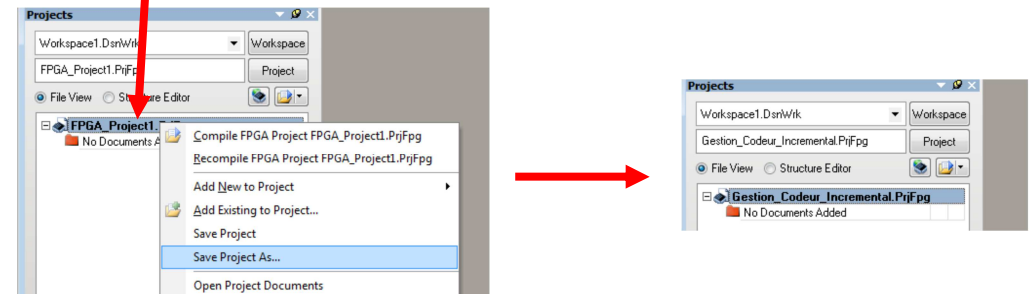 Projects
Workspace1.DsnWrk Workspace
FPGA_Project1.PrjFpg Project
File View Structure Editor
FPGA_Project1.
No Documents A
Compile FPGA Project FPGA_Project1.PrjFpg
Recompile FPGA Project FPGA_Project1.PrjFpg
Add New to Project
Add Existing to Project...
Save Project
Save Project As...
Open Project Documents
Projects
Workspace1.DsnWrk Workspace
Gestion_Codeur_Incremental.PrjFpg Project
File View Structure Editor
Gestion_Codeur_Incremental.PrjFpg
No Documents Added